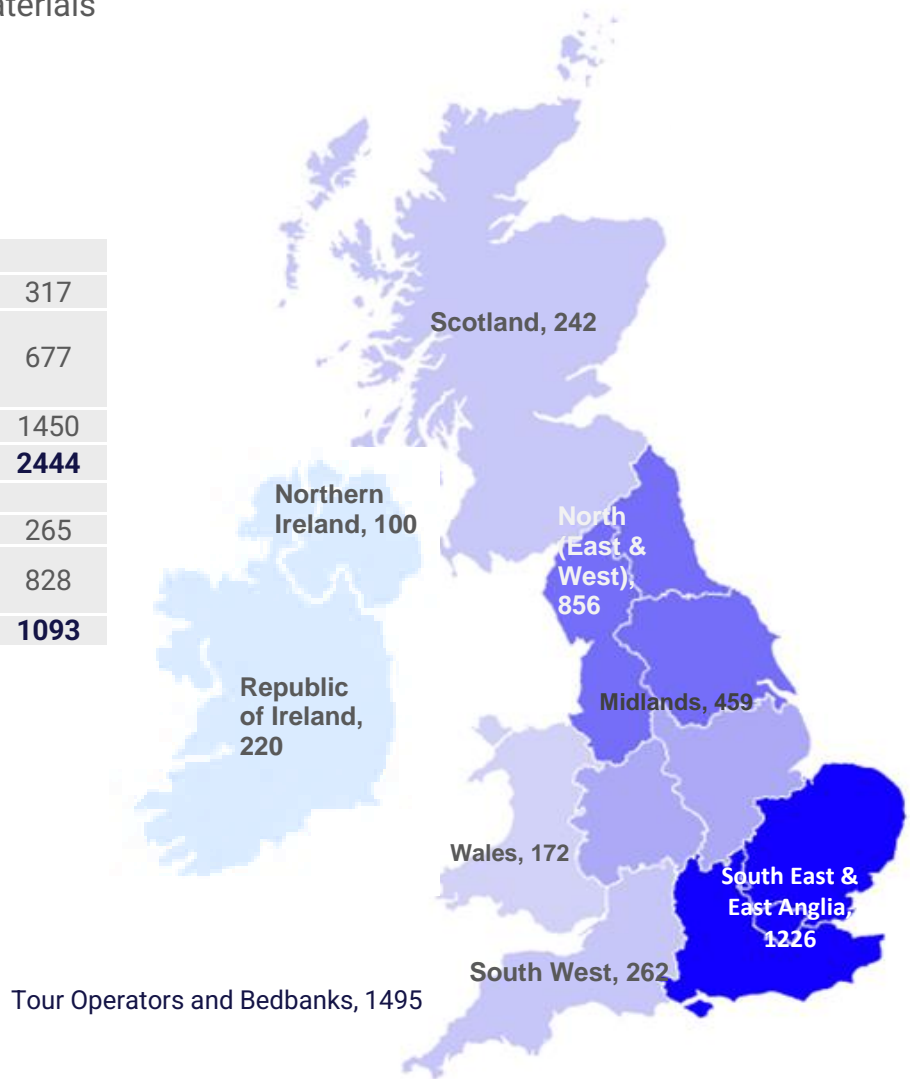 317
677
1450
2444
265
828
1093
Scotland, 242
Northern
Ireland, 100
North
(East &
West),
856
Republic
of Ireland,
220
Midlands, 459
Wales, 172
South East &
East Anglia,
1226
South West, 262
Tour Operators and Bedbanks, 1495